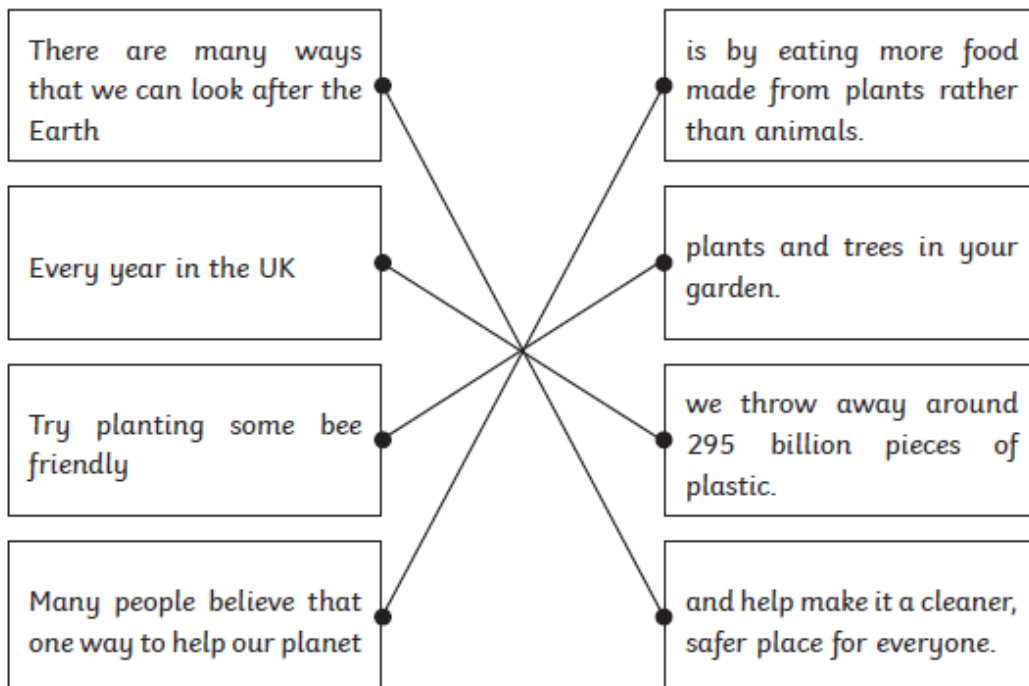 There are many ways
that we can look after the
Earth
is by eating more food
made from plants rather
than animals.
Every year in the UK
plants and trees in your
garden.
Try planting some bee
friendly
we throw away around
295 billion pieces of
plastic.
Many people believe that
one way to help our planet
and help make it a cleaner,
safer place for everyone.